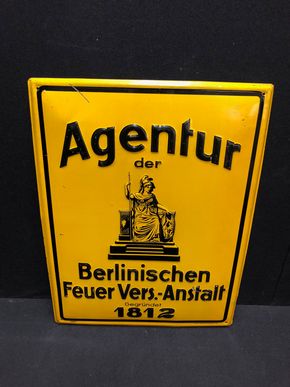 Agentur
der
Berlinischen
Feuer Vers.-Anstalt
Gegründet
1812